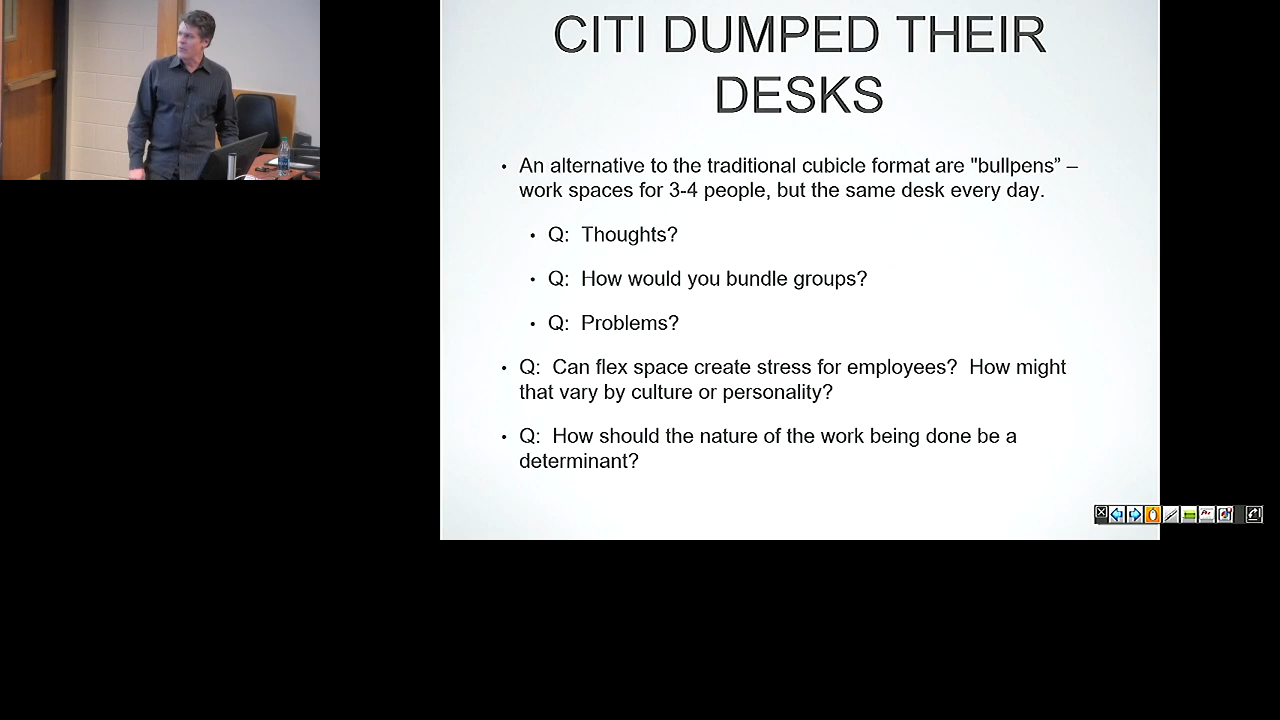 CITI DUMPED THEIR
DESKS
• An alternative to the traditional cubicle format are "bullpens” –
work spaces for 3-4 people, but the same desk every day.
• Q: Thoughts?
• Q: How would you bundle groups?
• Q: Problems?
• Q: Can flex space create stress for employees? How might
that vary by culture or personality?
• Q: How should the nature of the work being done be a
determinant?